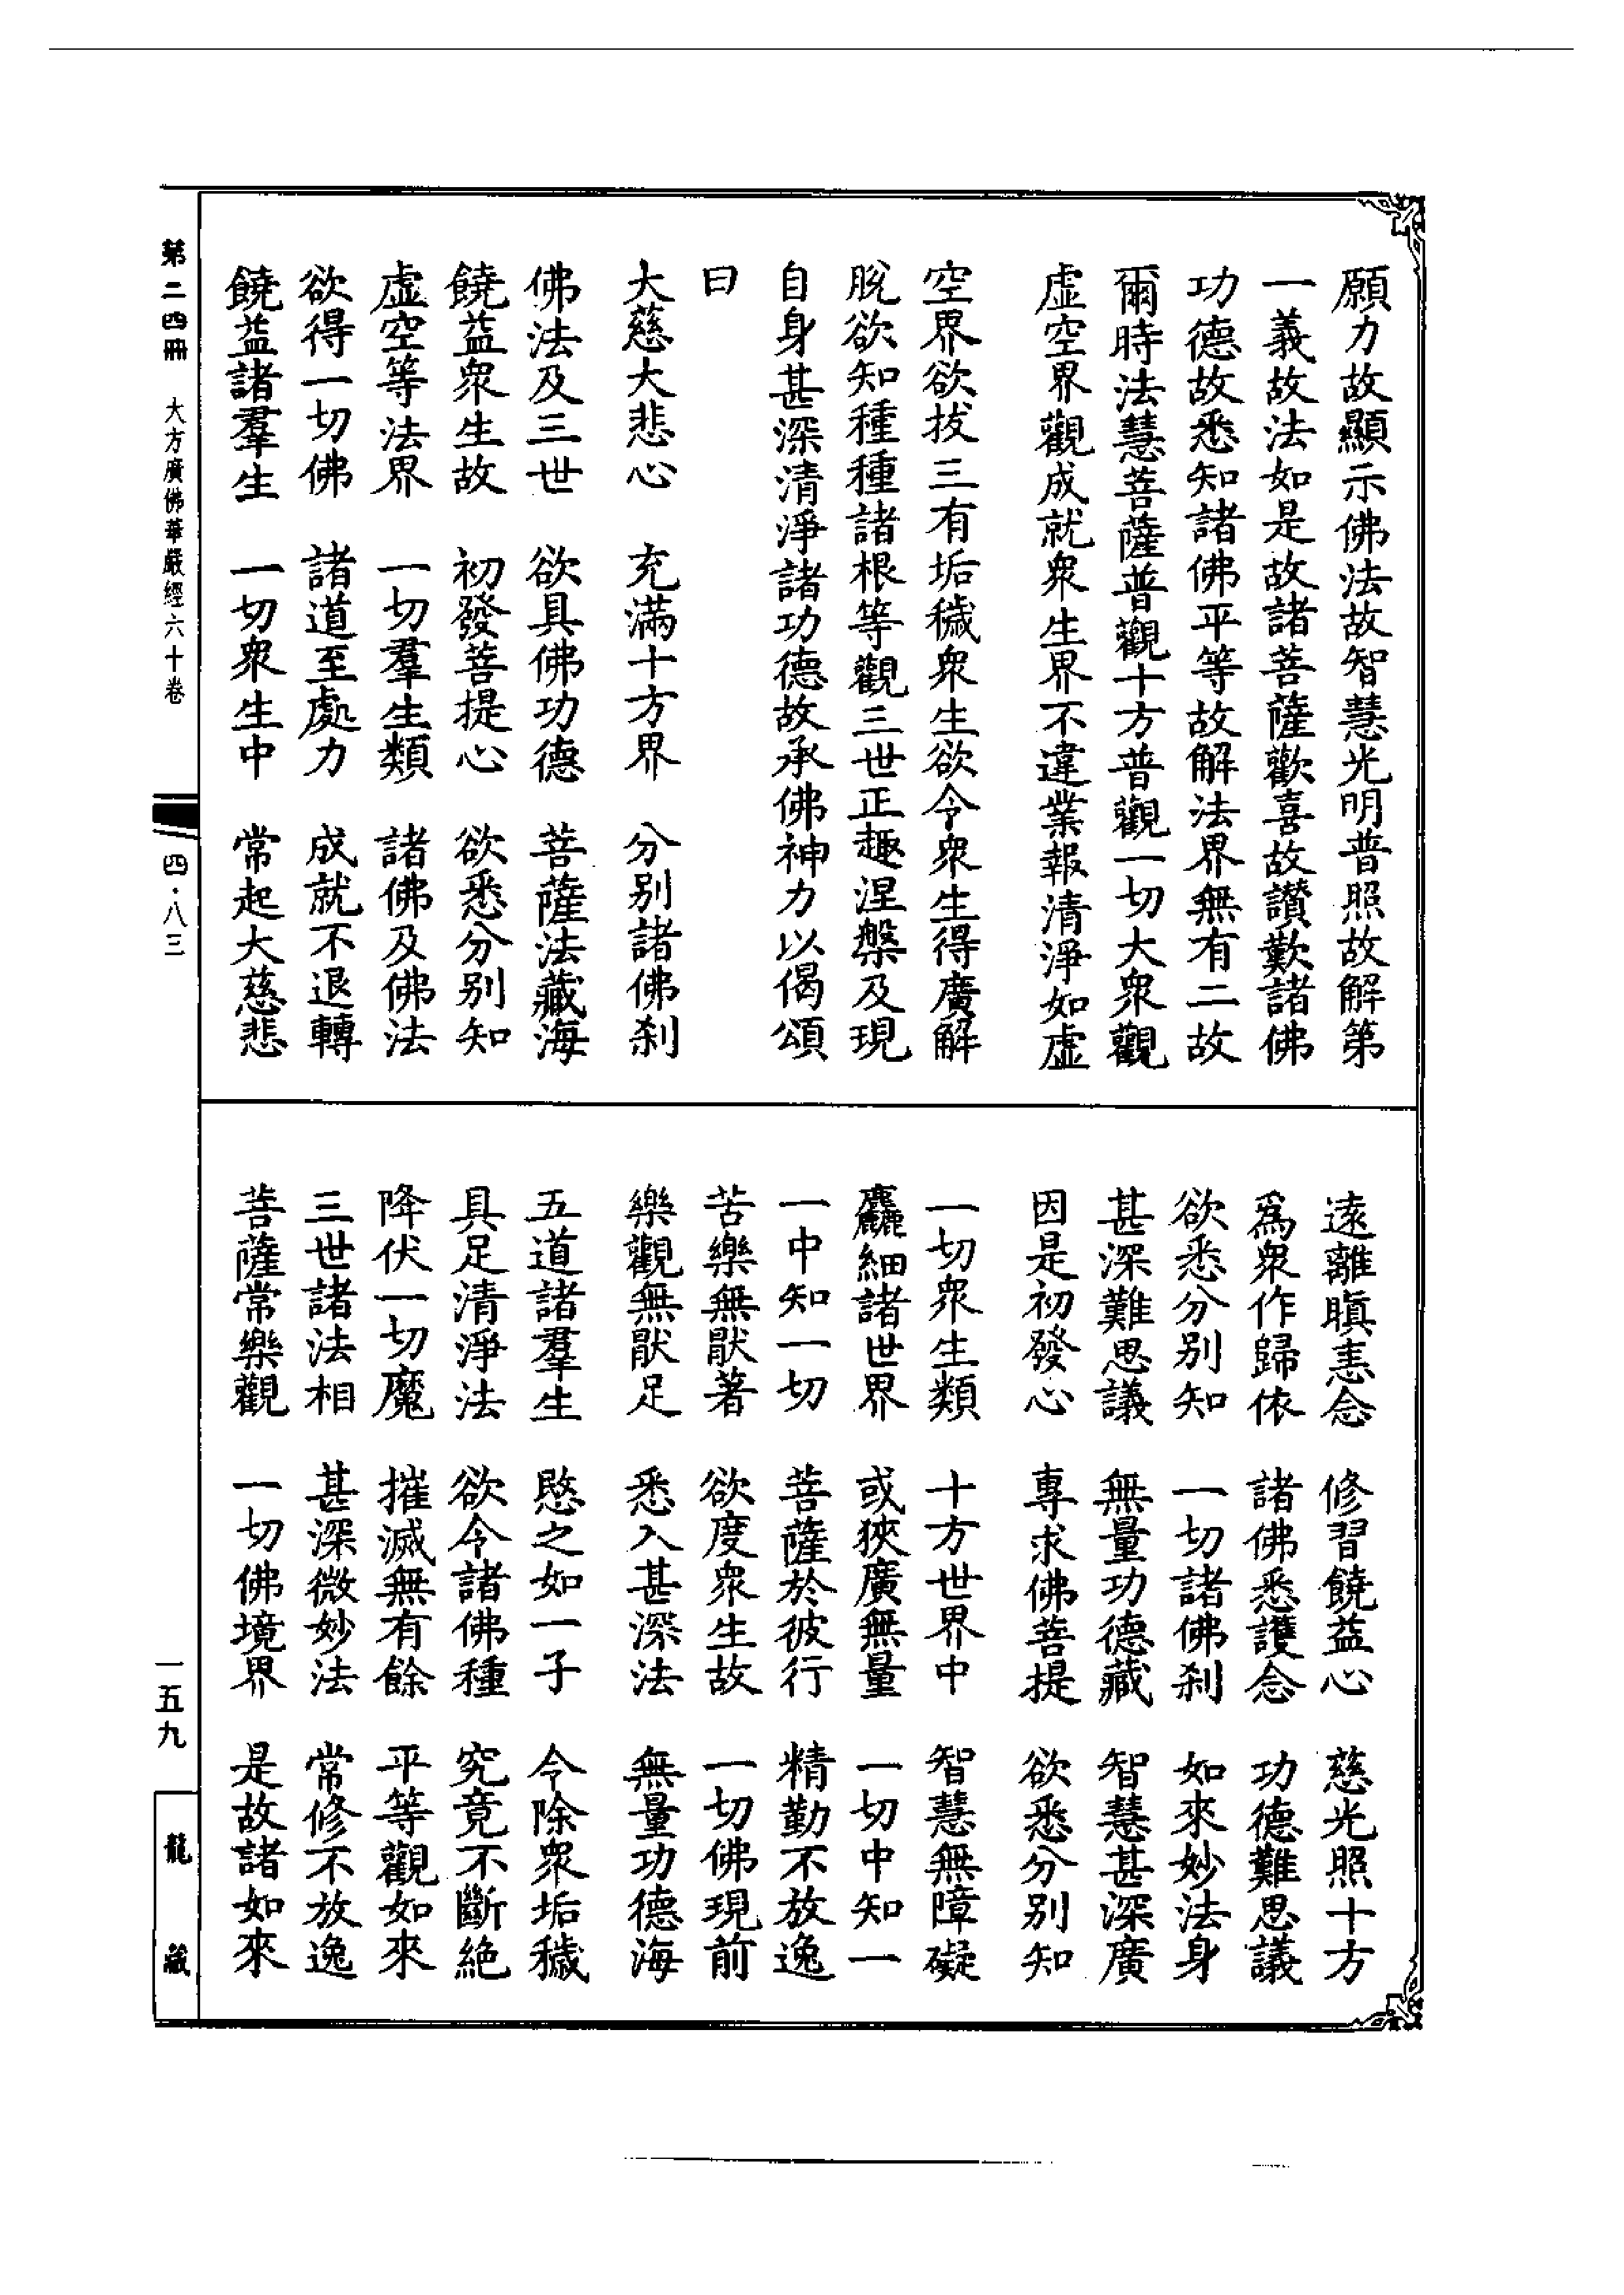 願力故顯示佛法故智慧光明普照故解第
一義故法如是故諸菩薩歡喜故讃歎諸佛
功德故悉知諸佛平等故解法界無有二故
爾時法慧菩薩普觀十方普觀一切大衆觀
虛空界觀成就衆生界不違業報清淨如虛
空界欲拔三有垢穢衆生欲令衆生得廣解
脫欲知種種諸根等觀三世正趣涅槃及現
自身甚深清淨諸功德故承佛神力以偈頌
曰
大慈大悲心　充滿十方界　分別諸佛刹
佛法及三世　欲具佛功德　菩薩法藏海
饒益衆生故　初發菩提心　欲悉分別知
虛空等法界　一切羣生類　諸佛及佛法
欲得一切佛　諸道至處力　成就不退轉
饒益諸羣生　一切衆生中　常起大慈悲
遠離瞋恚念　修習饒益心　慈光照十方
爲衆作歸依　諸佛悉護念　功德難思議
欲悉分別知　一切諸佛刹　如來妙法身
甚深難思議　無量功德藏　智慧甚深廣
因是初發心　專求佛菩提　欲悉分別知
一切衆生類　十方世界中　智慧無障礙
麤細諸世界　或狹廣無量　一切中知一
一中知一切　菩薩於彼行　精勤不放逸
苦樂無猒著　欲度衆生故　一切佛現前
樂觀無猒足　悉入甚深法　無量功德海
五道諸羣生　愍之如一子　令除衆垢穢
具足清淨法　欲令諸佛種　究竟不斷絶
降伏一切魔　摧滅無有餘　平等觀如來
三世諸法相　甚深微妙法　常修不放逸
菩薩常樂觀　一切佛境界　是故諸如來
第二四冊　大方廣佛華嚴經六十卷
四·八三
一五九
龍藏